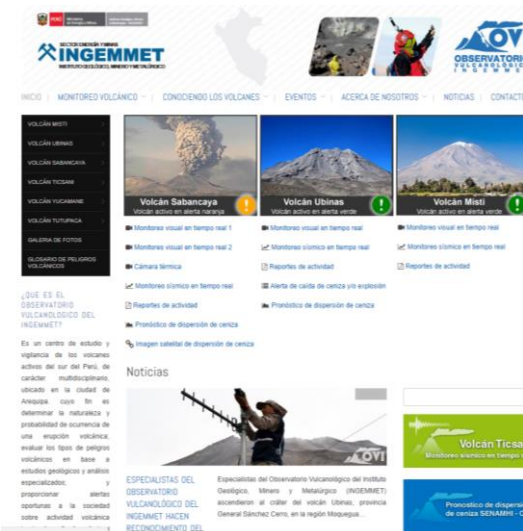 PERÚ
SECTOR ENERGÍA Y MINAS
INGEMMET
INSTITUTO GEOLÓGICO, MINERO Y METALÚRGICO
OVI
OBSERVATORIO
VULCANOLÓGICO
INGEMME
INICIO | MONITOREO VOLCÁNICO | CONOCIENDO LOS VOLCANES | EVENTOS | ACERCA DE NOSOTROS | NOTICIAS | CONTACT
VOLCÁN MISTI
VOLCÁN UBINAS
VOLCÁN SABANCAYA
VOLCÁN TICSANI
VOLCÁN YUCAMANE
VOLCÁN TUTUPACA
GALERIA DE FOTOS
GLOSARIO DE PELIGROS
VOLCÁNICOS
Volcán Sabancaya
Volcán activo en alerta naranja
Monitoreo visual en tiempo real 1
Monitoreo visual en tiempo real 2
Cámara térmica
Monitoreo sísmico en tiempo real
Reportes de actividad
Pronóstico de dispersión de ceniza
Imagen satelital de dispersión de ceniza
Volcán Ubinas
Volcán activo en alerta verde
Monitoreo visual en tiempo real
Monitoreo sísmico en tiempo real
Reportes de actividad
Alerta de caída de ceniza y/o explosión
Pronóstico de dispersión de ceniza
Volcán Misti
Volcán activo en alerta verde
Monitoreo visual en tiempo real
Monitoreo sísmico en tiempo real
Reportes de actividad
¿QUE ES EL
OBSERVATORIO
VULCANOLOGICO DEL
INGEMMET?
Es un centro de estudio y
vigilancia de los volcanes
activos del sur del Perú, de
carácter multidisciplinario,
ubicado en la ciudad de
Arequipa, cuyo fin es
determinar la naturaleza y
probabilidad de ocurrencia de
una erupción volcánica;
evaluar los tipos de peligros
volcánicos en base a
estudios geológicos y análisis
especializados; y
proporcionar alertas
oportunas a la sociedad
sobre actividad volcánica
Noticias
OVI
ESPECIALISTAS DEL
OBSERVATORIO
VULCANOLÓGICO DEL
INGEMMET HACEN
RECONOCIMIENTO DEL
Especialistas del Observatorio Vulcanológico del Instituto
Geológico, Minero y Metalúrgico (INGEMMET)
ascendieron al cráter del volcán Ubinas, provincia
General Sánchez Cerro, en la región Moquegua...
Volcán Ticsa
Monitoreo sísmico en tiempo
Pronostico de dispersi
de ceniza SENAMHI -